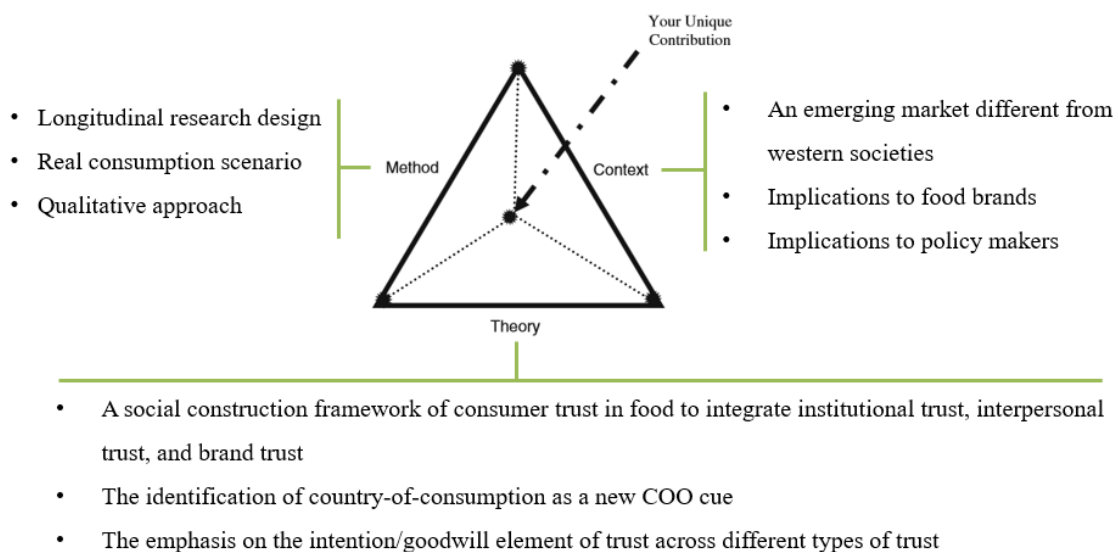 Your Unique
Contribution
• Longitudinal research design
• Real consumption scenario
• Qualitative approach
Method
Context
• An emerging market different from
western societies
• Implications to food brands
• Implications to policy makers
Theory
• A social construction framework of consumer trust in food to integrate institutional trust, interpersonal
trust, and brand trust
• The identification of country-of-consumption as a new COO cue
• The emphasis on the intention/goodwill element of trust across different types of trust